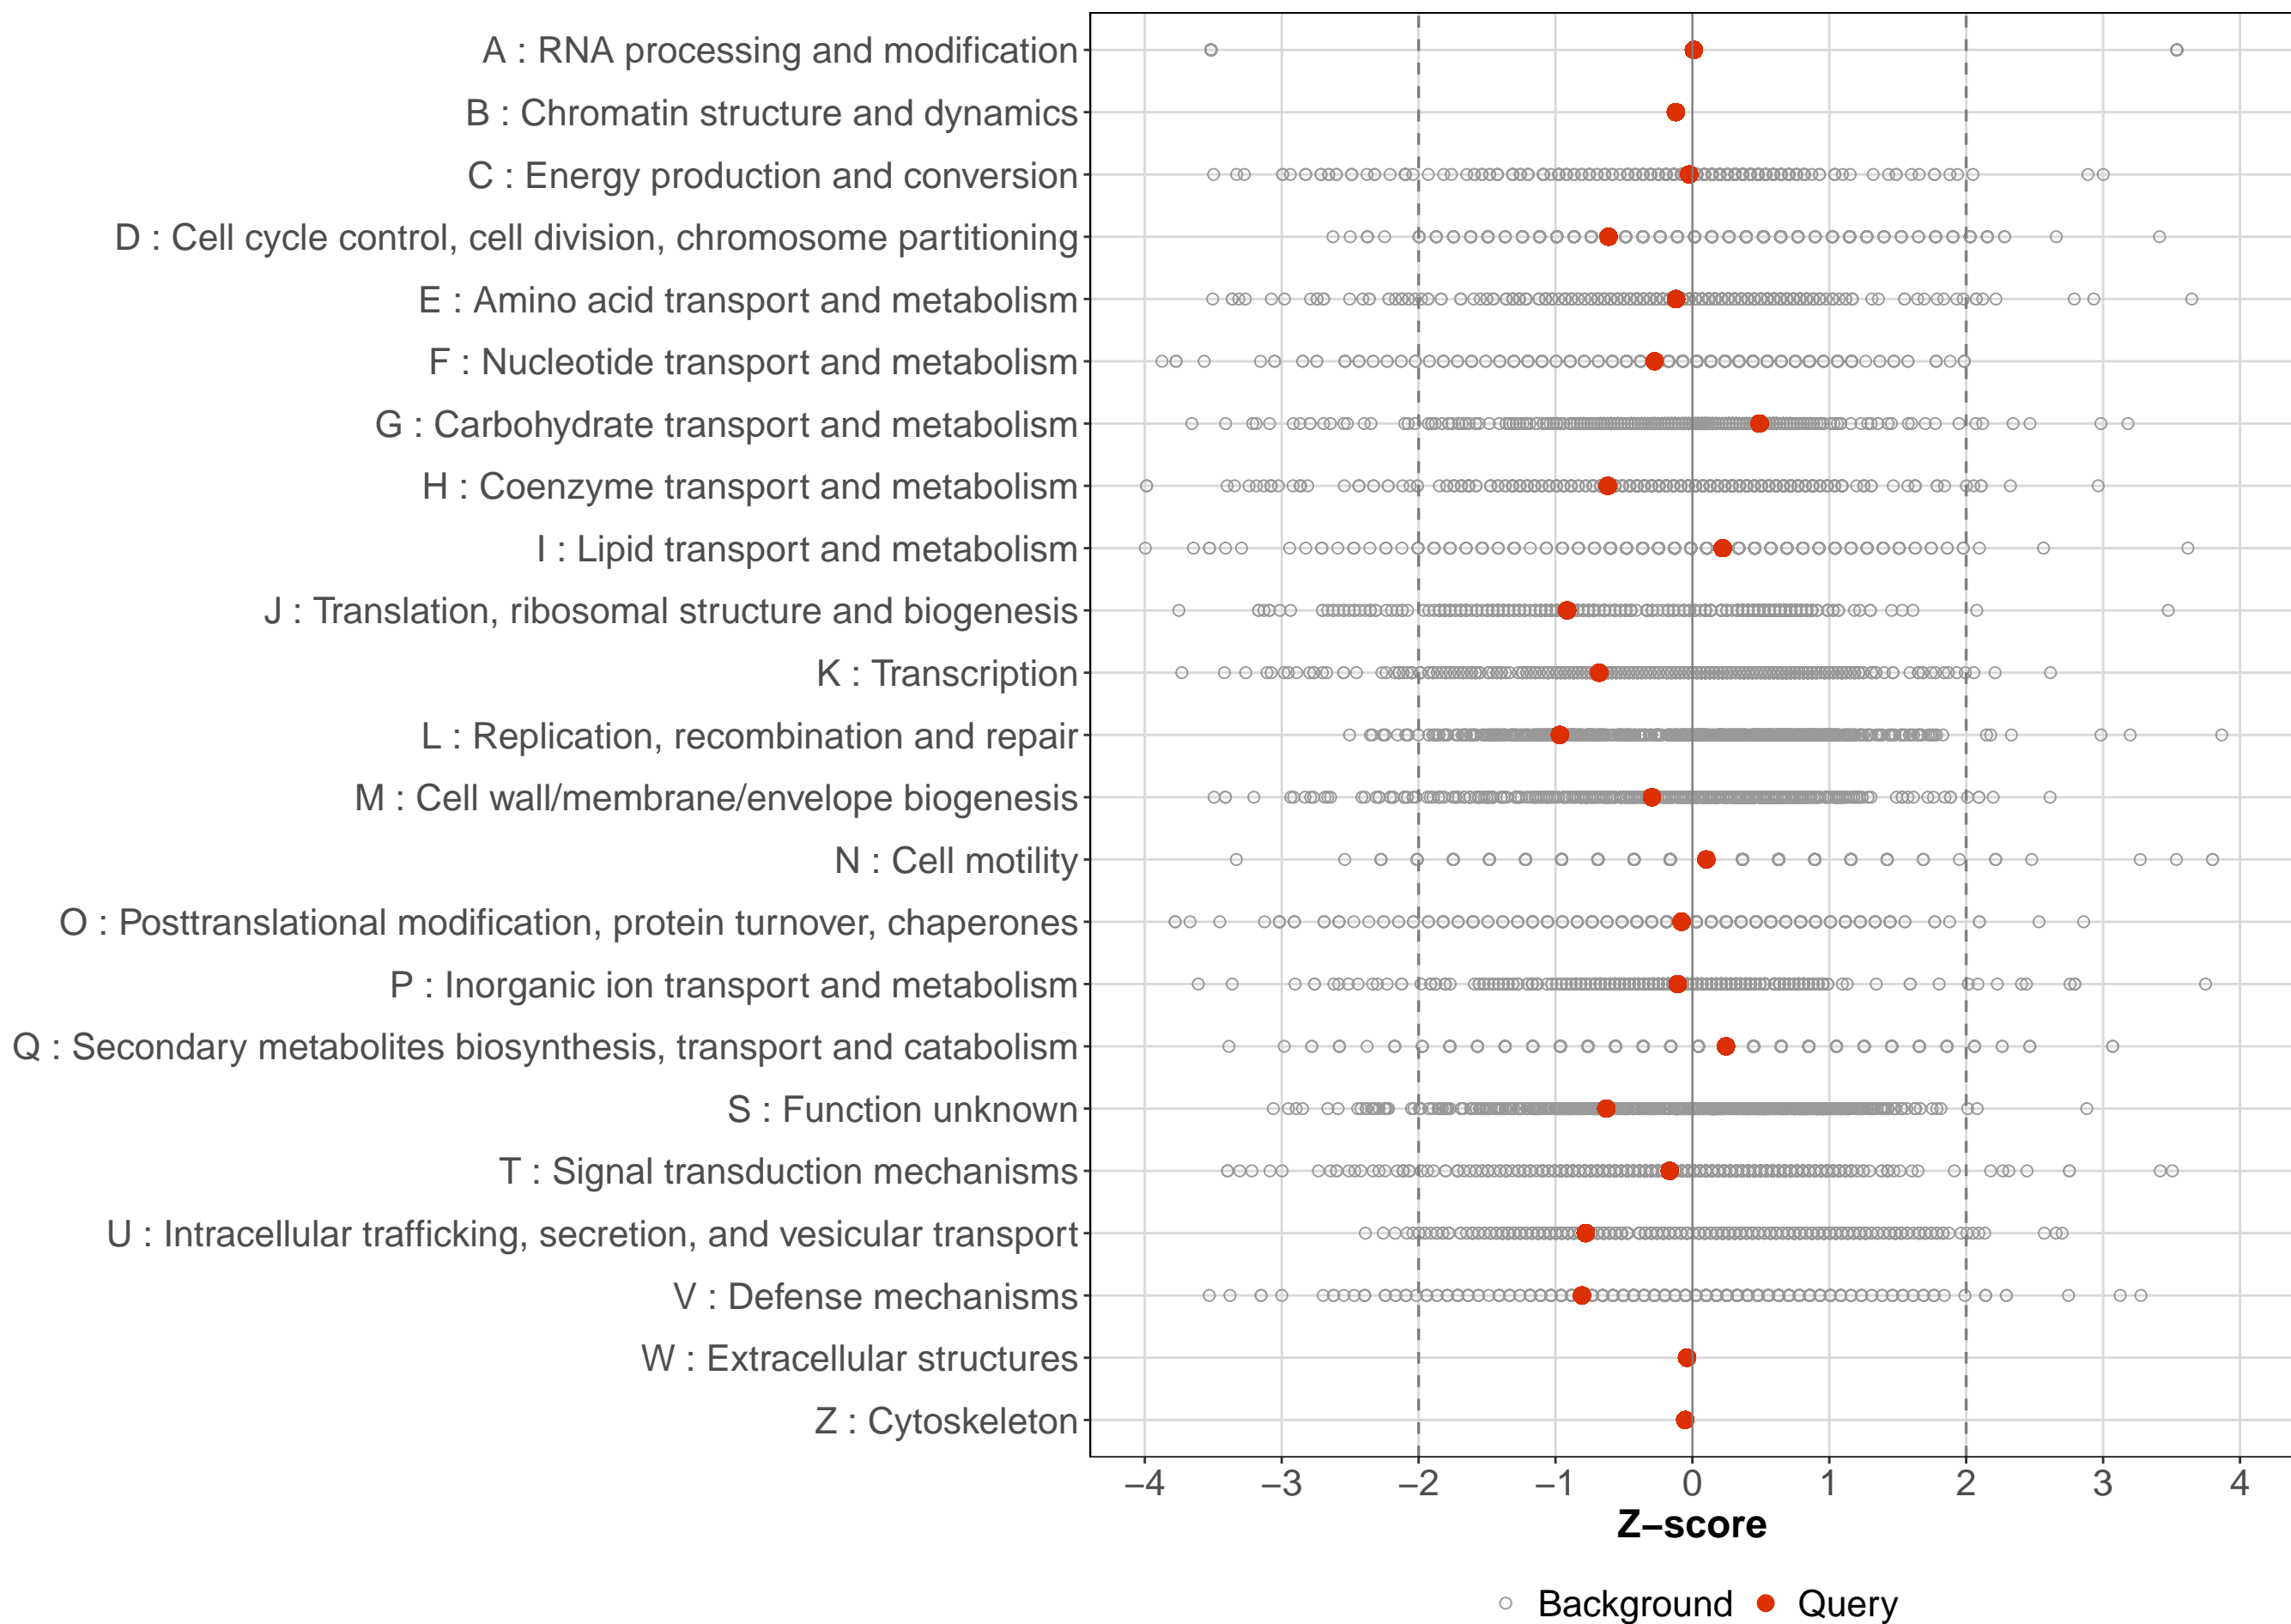 A : RNA processing and modification
B : Chromatin structure and dynamics
C : Energy production and conversion
D : Cell cycle control, cell division, chromosome partitioning
E : Amino acid transport and metabolism
F : Nucleotide transport and metabolism
G : Carbohydrate transport and metabolism
H : Coenzyme transport and metabolism
I : Lipid transport and metabolism
J : Translation, ribosomal structure and biogenesis
K : Transcription
L : Replication, recombination and repair
M : Cell wall/membrane/envelope biogenesis
N : Cell motility
O : Posttranslational modification, protein turnover, chaperones
P : Inorganic ion transport and metabolism
Q : Secondary metabolites biosynthesis, transport and catabolism
S : Function unknown
T : Signal transduction mechanisms
U : Intracellular trafficking, secretion, and vesicular transport
V : Defense mechanisms
W : Extracellular structures
Z : Cytoskeleton
−4 −3 −2 −1 0 1 2 3 4
Z−score
Background Query